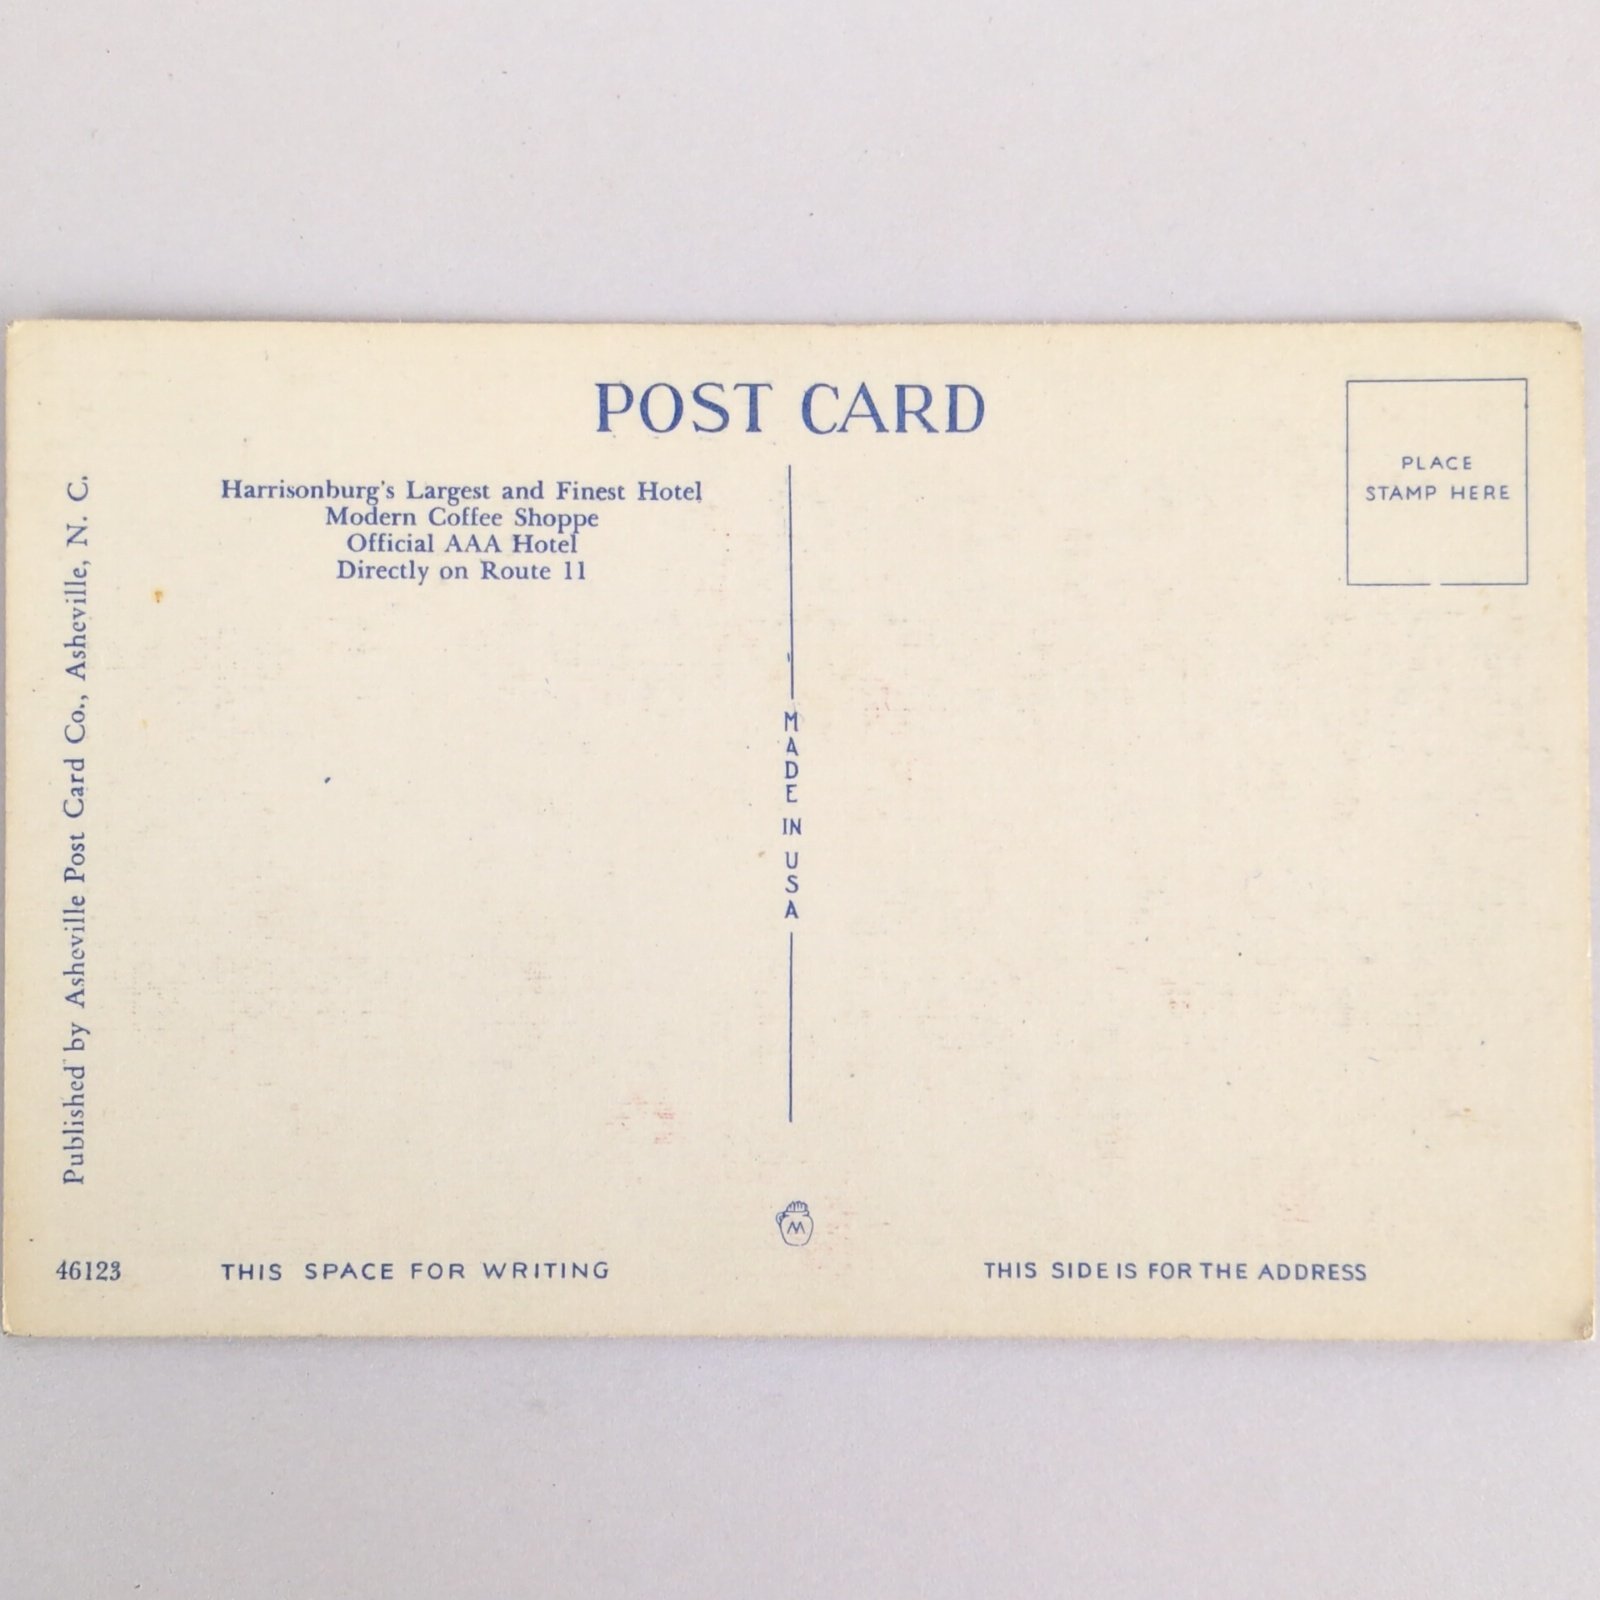 POST CARD
PLACE
STAMP HERE
Harrisonburg's Largest and Finest Hotel
Modern Coffee Shoppe
Official AAA Hotel
Directly on Route 11
Published by Asheville Post Card Co., Asheville, N. C.
MADE IN USA
M
46123
THIS SPACE FOR WRITING
THIS SIDE IS FOR THE ADDRESS